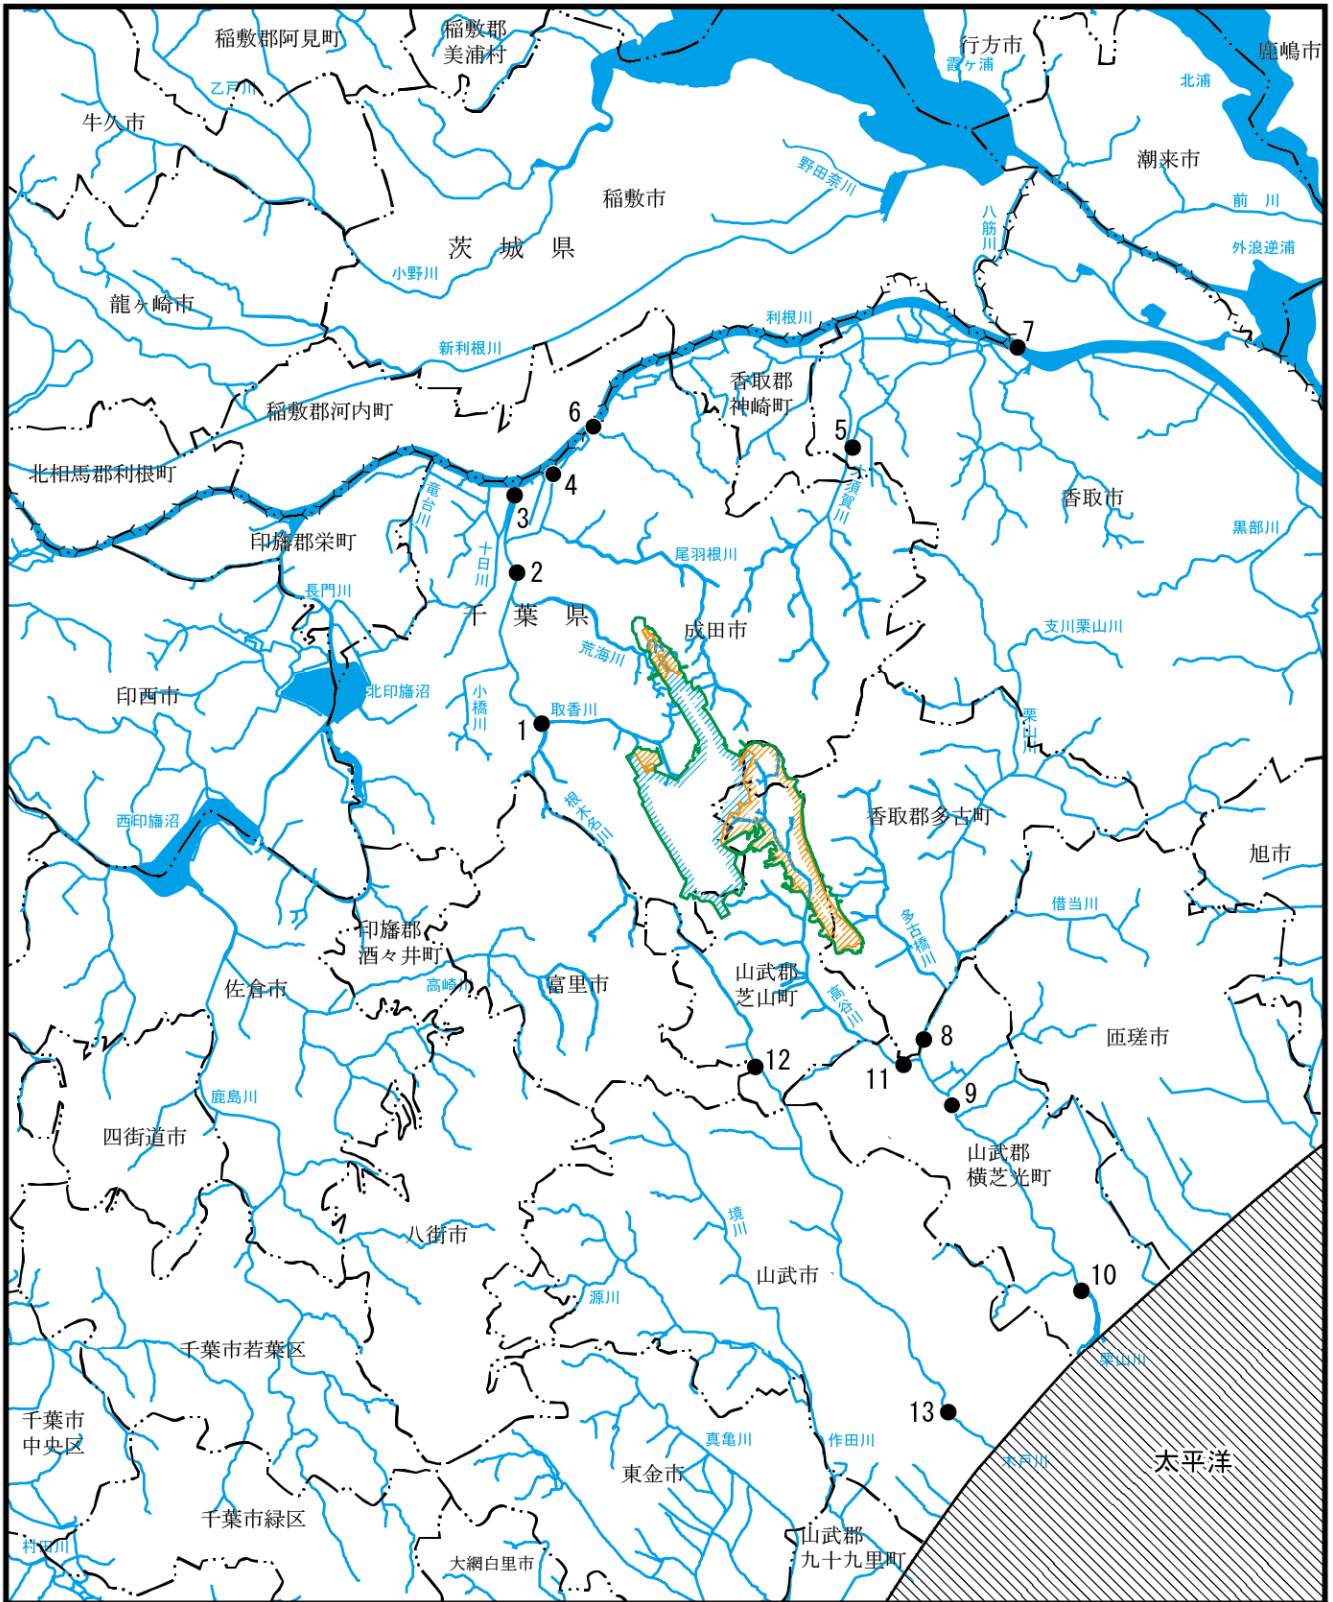 稲敷郡阿見町
稲敷郡
美浦村
行方市
霞ヶ浦
鹿嶋市
北浦
乙戸川
牛久市
潮来市
野田奈川
稲敷市
前 川
八筋川
茨 城 県
外浪逆浦
小野川
龍ヶ崎市
利根川
新利根川
7
香取郡
神崎町
稲敷郡河内町
6
5
北相馬郡利根町
4
竜台川
3
大須賀川
香取市
黒部川
印旛郡栄町
十日川
尾羽根川
2
長門川
千 葉 県
成田市
支川栗山川
荒海川
印西市
北印旛沼
小橋川
取香川
栗山川
1
西印旛沼
根木名川
香取郡多古町
旭市
借当川
多古橋川
印旛郡
酒々井町
山武郡
芝山町
佐倉市
高崎川
富里市
高谷川
8
匝瑳市
12
11
9
鹿島川
四街道市
山武郡
横芝光町
境川
八街市
山武市
10
源川
千葉市若葉区
栗山川
千葉市
中央区
13
真亀川
作田川
木戸川
太平洋
東金市
千葉市緑区
村田川
山武郡
九十九里町
大網白里市